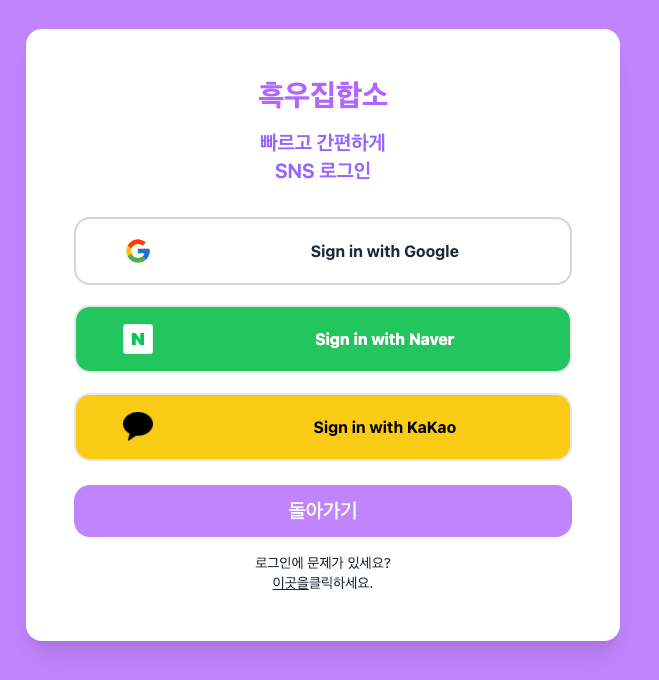 흑우집합소
빠르고 간편하게
SNS 로그인
Sign in with Google
N
Sign in with Naver
Sign in with KaKao
돌아가기
로그인에 문제가 있세요?
이곳을클릭하세요.